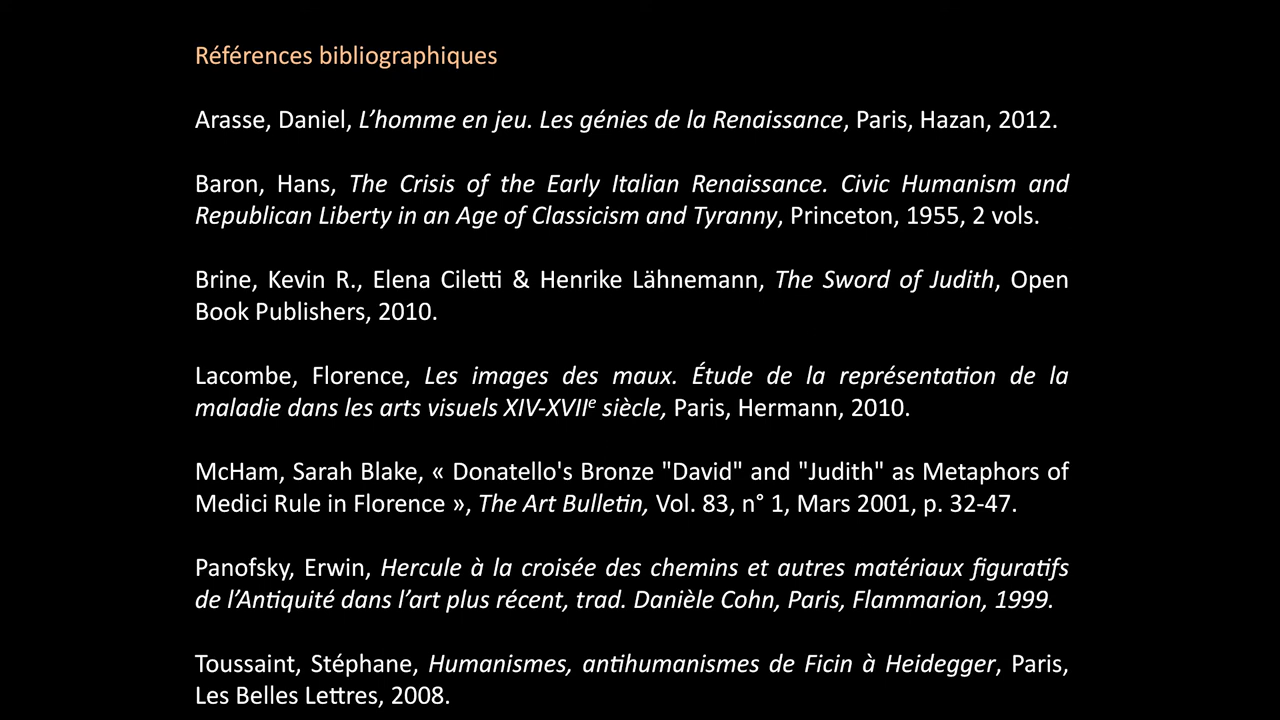 Références bibliographiques
Arasse, Daniel, L’homme en jeu. Les génies de la Renaissance, Paris, Hazan, 2012.
Baron, Hans, The Crisis of the Early Italian Renaissance. Civic Humanism and
Republican Liberty in an Age of Classicism and Tyranny, Princeton, 1955, 2 vols.
Brine, Kevin R., Elena Ciletti & Henrike Lähnemann, The Sword of Judith, Open
Book Publishers, 2010.
Lacombe, Florence, Les images des maux. Étude de la représentation de la
maladie dans les arts visuels XIV-XVIIe siècle, Paris, Hermann, 2010.
McHam, Sarah Blake, « Donatello's Bronze "David" and "Judith" as Metaphors of
Medici Rule in Florence », The Art Bulletin, Vol. 83, n° 1, Mars 2001, p. 32-47.
Panofsky, Erwin, Hercule à la croisée des chemins et autres matériaux figuratifs
de l’Antiquité dans l’art plus récent, trad. Danièle Cohn, Paris, Flammarion, 1999.
Toussaint, Stéphane, Humanismes, antihumanismes de Ficin à Heidegger, Paris,
Les Belles Lettres, 2008.